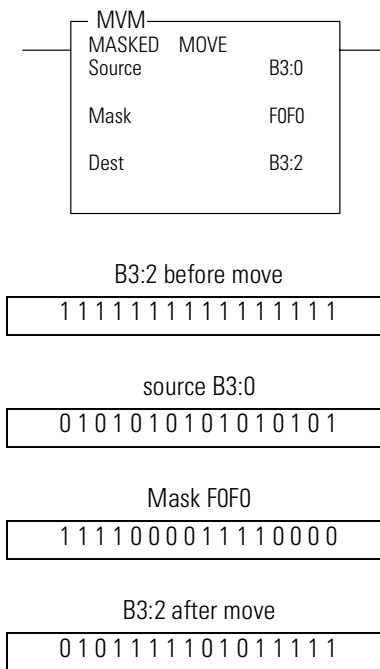 MVM
MASKED MOVE
Source B3:0
Mask F0F0
Dest B3:2
B3:2 before move
1 1 1 1 1 1 1 1 1 1 1 1 1 1 1 1
source B3:0
0 1 0 1 0 1 0 1 0 1 0 1 0 1 0 1
Mask F0F0
1 1 1 1 0 0 0 0 1 1 1 1 0 0 0 0
B3:2 after move
0 1 0 1 1 1 1 1 0 1 0 1 1 1 1 1